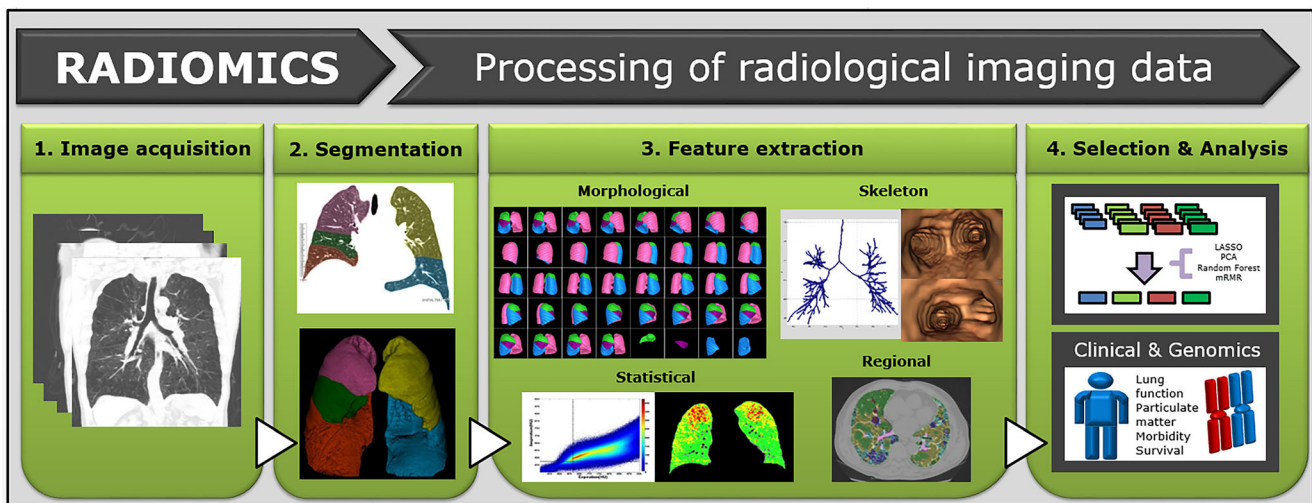 RADIOMICS
Processing of radiological imaging data
1. Image acquisition
2. Segmentation
3. Feature extraction
Morphological
Skeleton
Statistical
Regional
4. Selection & Analysis
LASSO
PCA
Random Forest
mRMR
Clinical & Genomics
Lung
function
Particulate
matter
Morbidity
Survival